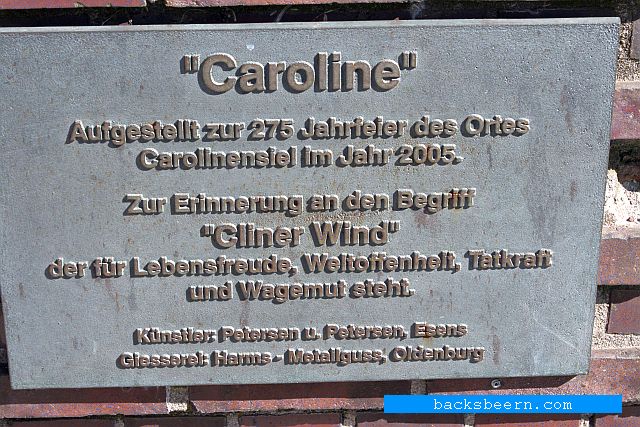 "Caroline"
Aufgestellt zur 275 Jahrfeier des Ortes
Carolinensiel im Jahr 2005.
Zur Erinnerung an den Begriff
"Cliner Wind"
der für Lebensfreude, Weltoffenheit, Tatkraft
und Wagemut steht.
Künstler: Petersen u. Petersen, Esens
Giesserei: Harms - Metallguss, Oldenburg
backsbeern.com